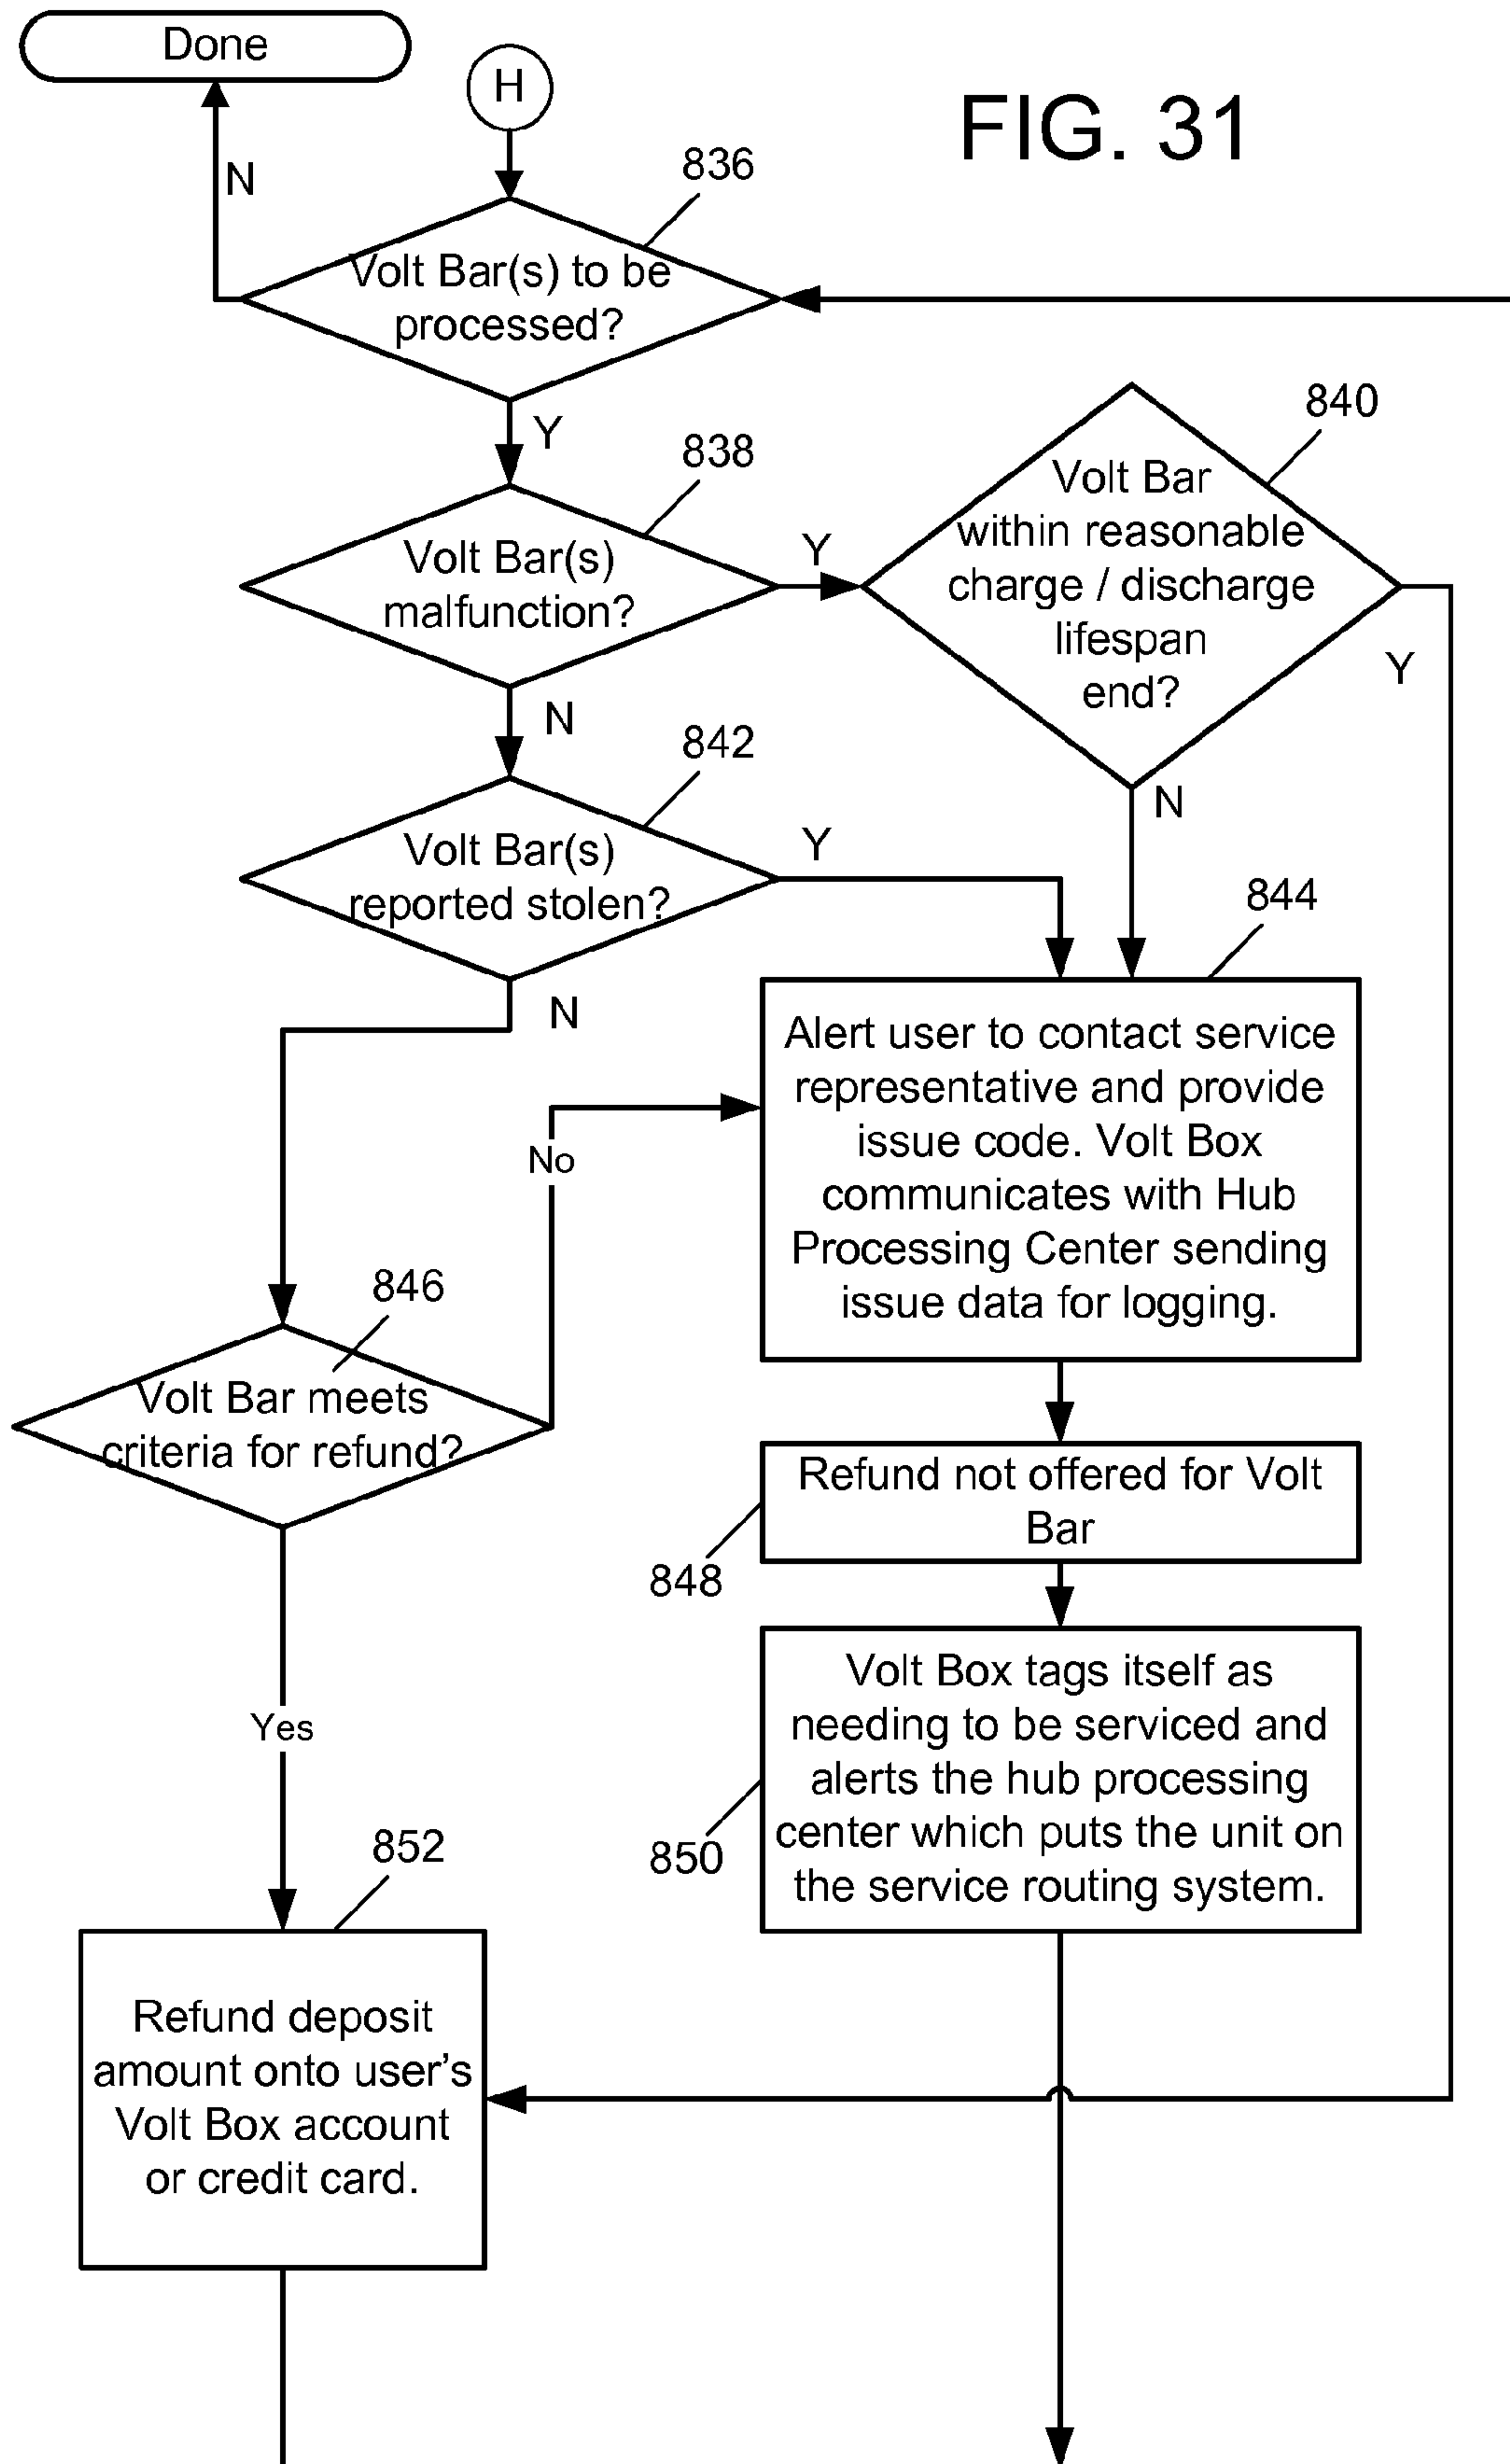 Done
H
FIG. 31
N
836
Volt Bar(s) to be
processed?
Y
838
840
Volt Bar(s)
malfunction?
Y
Volt Bar
within reasonable
charge / discharge
lifespan
end?
Y
N
N
842
Volt Bar(s)
reported stolen?
Y
844
N
Alert user to contact service
representative and provide
issue code. Volt Box
communicates with Hub
Processing Center sending
issue data for logging.
No
846
Volt Bar meets
criteria for refund?
Refund not offered for Volt
Bar
848
Volt Box tags itself as
needing to be serviced and
alerts the hub processing
center which puts the unit on
the service routing system.
850
Yes
852
Refund deposit
amount onto user’s
Volt Box account
or credit card.